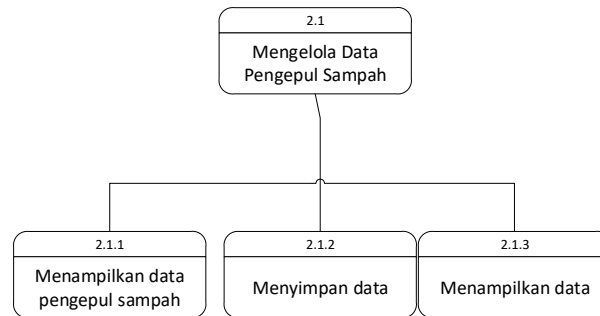 2.1
Mengelola Data
Pengepul Sampah
2.1.1
Menampilkan data
pengepul sampah
2.1.2
Menyimpan data
2.1.3
Menampilkan data